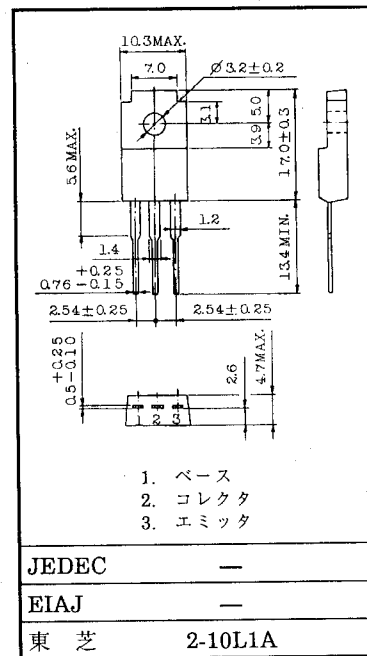 10.3MAX.
7.0
Ø3.2±0.2
3.1
5.0
3.9
17.0±0.3
5.6MAX.
1.2
1.4
+0.25
0.76 -0.15
13.4MIN.
2.54±0.25
2.54±0.25
+0.25
0.5-0.10
2.6
4.7MAX.
1 2 3
1. ベース
2. コレクタ
3. エミッタ
JEDEC —
EIAJ —
東芝 2-10L1A